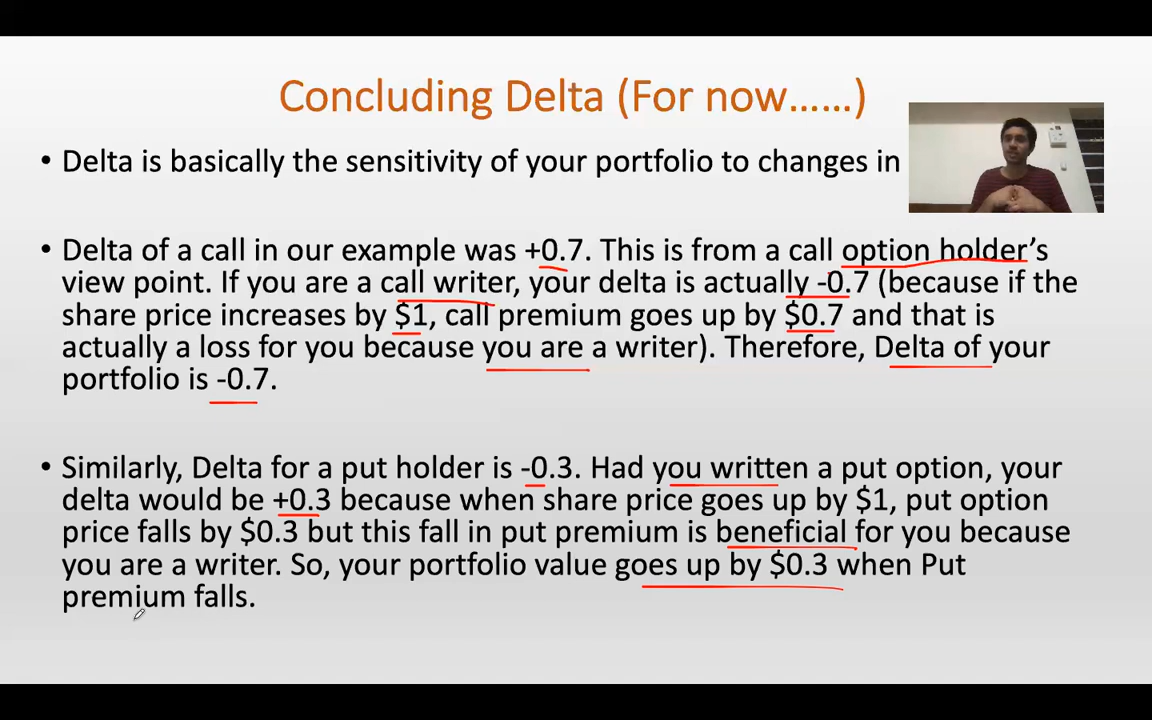 Concluding Delta (For now……)
• Delta is basically the sensitivity of your portfolio to changes in
• Delta of a call in our example was +0.7. This is from a call option holder’s
view point. If you are a call writer, your delta is actually -0.7 (because if the
share price increases by $1, call premium goes up by $0.7 and that is
actually a loss for you because you are a writer). Therefore, Delta of your
portfolio is -0.7.
• Similarly, Delta for a put holder is -0.3. Had you written a put option, your
delta would be +0.3 because when share price goes up by $1, put option
price falls by $0.3 but this fall in put premium is beneficial for you because
you are a writer. So, your portfolio value goes up by $0.3 when Put
premium falls.